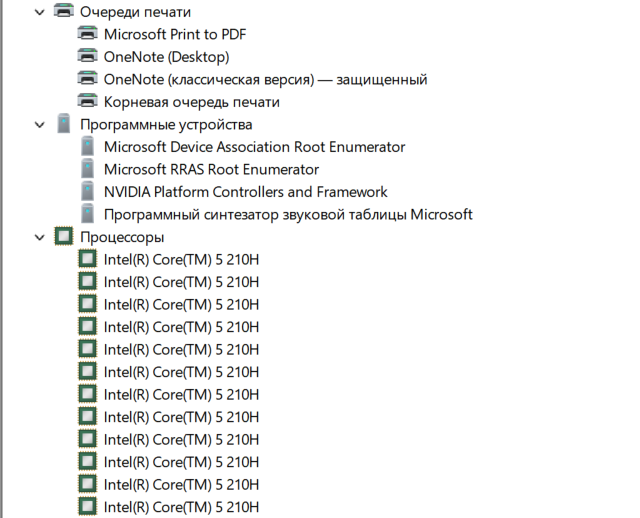 Очереди печати
Microsoft Print to PDF
OneNote (Desktop)
OneNote (классическая версия) — защищенный
Корневая очередь печати
Программные устройства
Microsoft Device Association Root Enumerator
Microsoft RRAS Root Enumerator
NVIDIA Platform Controllers and Framework
Программный синтезатор звуковой таблицы Microsoft
Процессоры
Intel(R) Core(TM) 5 210H
Intel(R) Core(TM) 5 210H
Intel(R) Core(TM) 5 210H
Intel(R) Core(TM) 5 210H
Intel(R) Core(TM) 5 210H
Intel(R) Core(TM) 5 210H
Intel(R) Core(TM) 5 210H
Intel(R) Core(TM) 5 210H
Intel(R) Core(TM) 5 210H
Intel(R) Core(TM) 5 210H
Intel(R) Core(TM) 5 210H
Intel(R) Core(TM) 5 210H